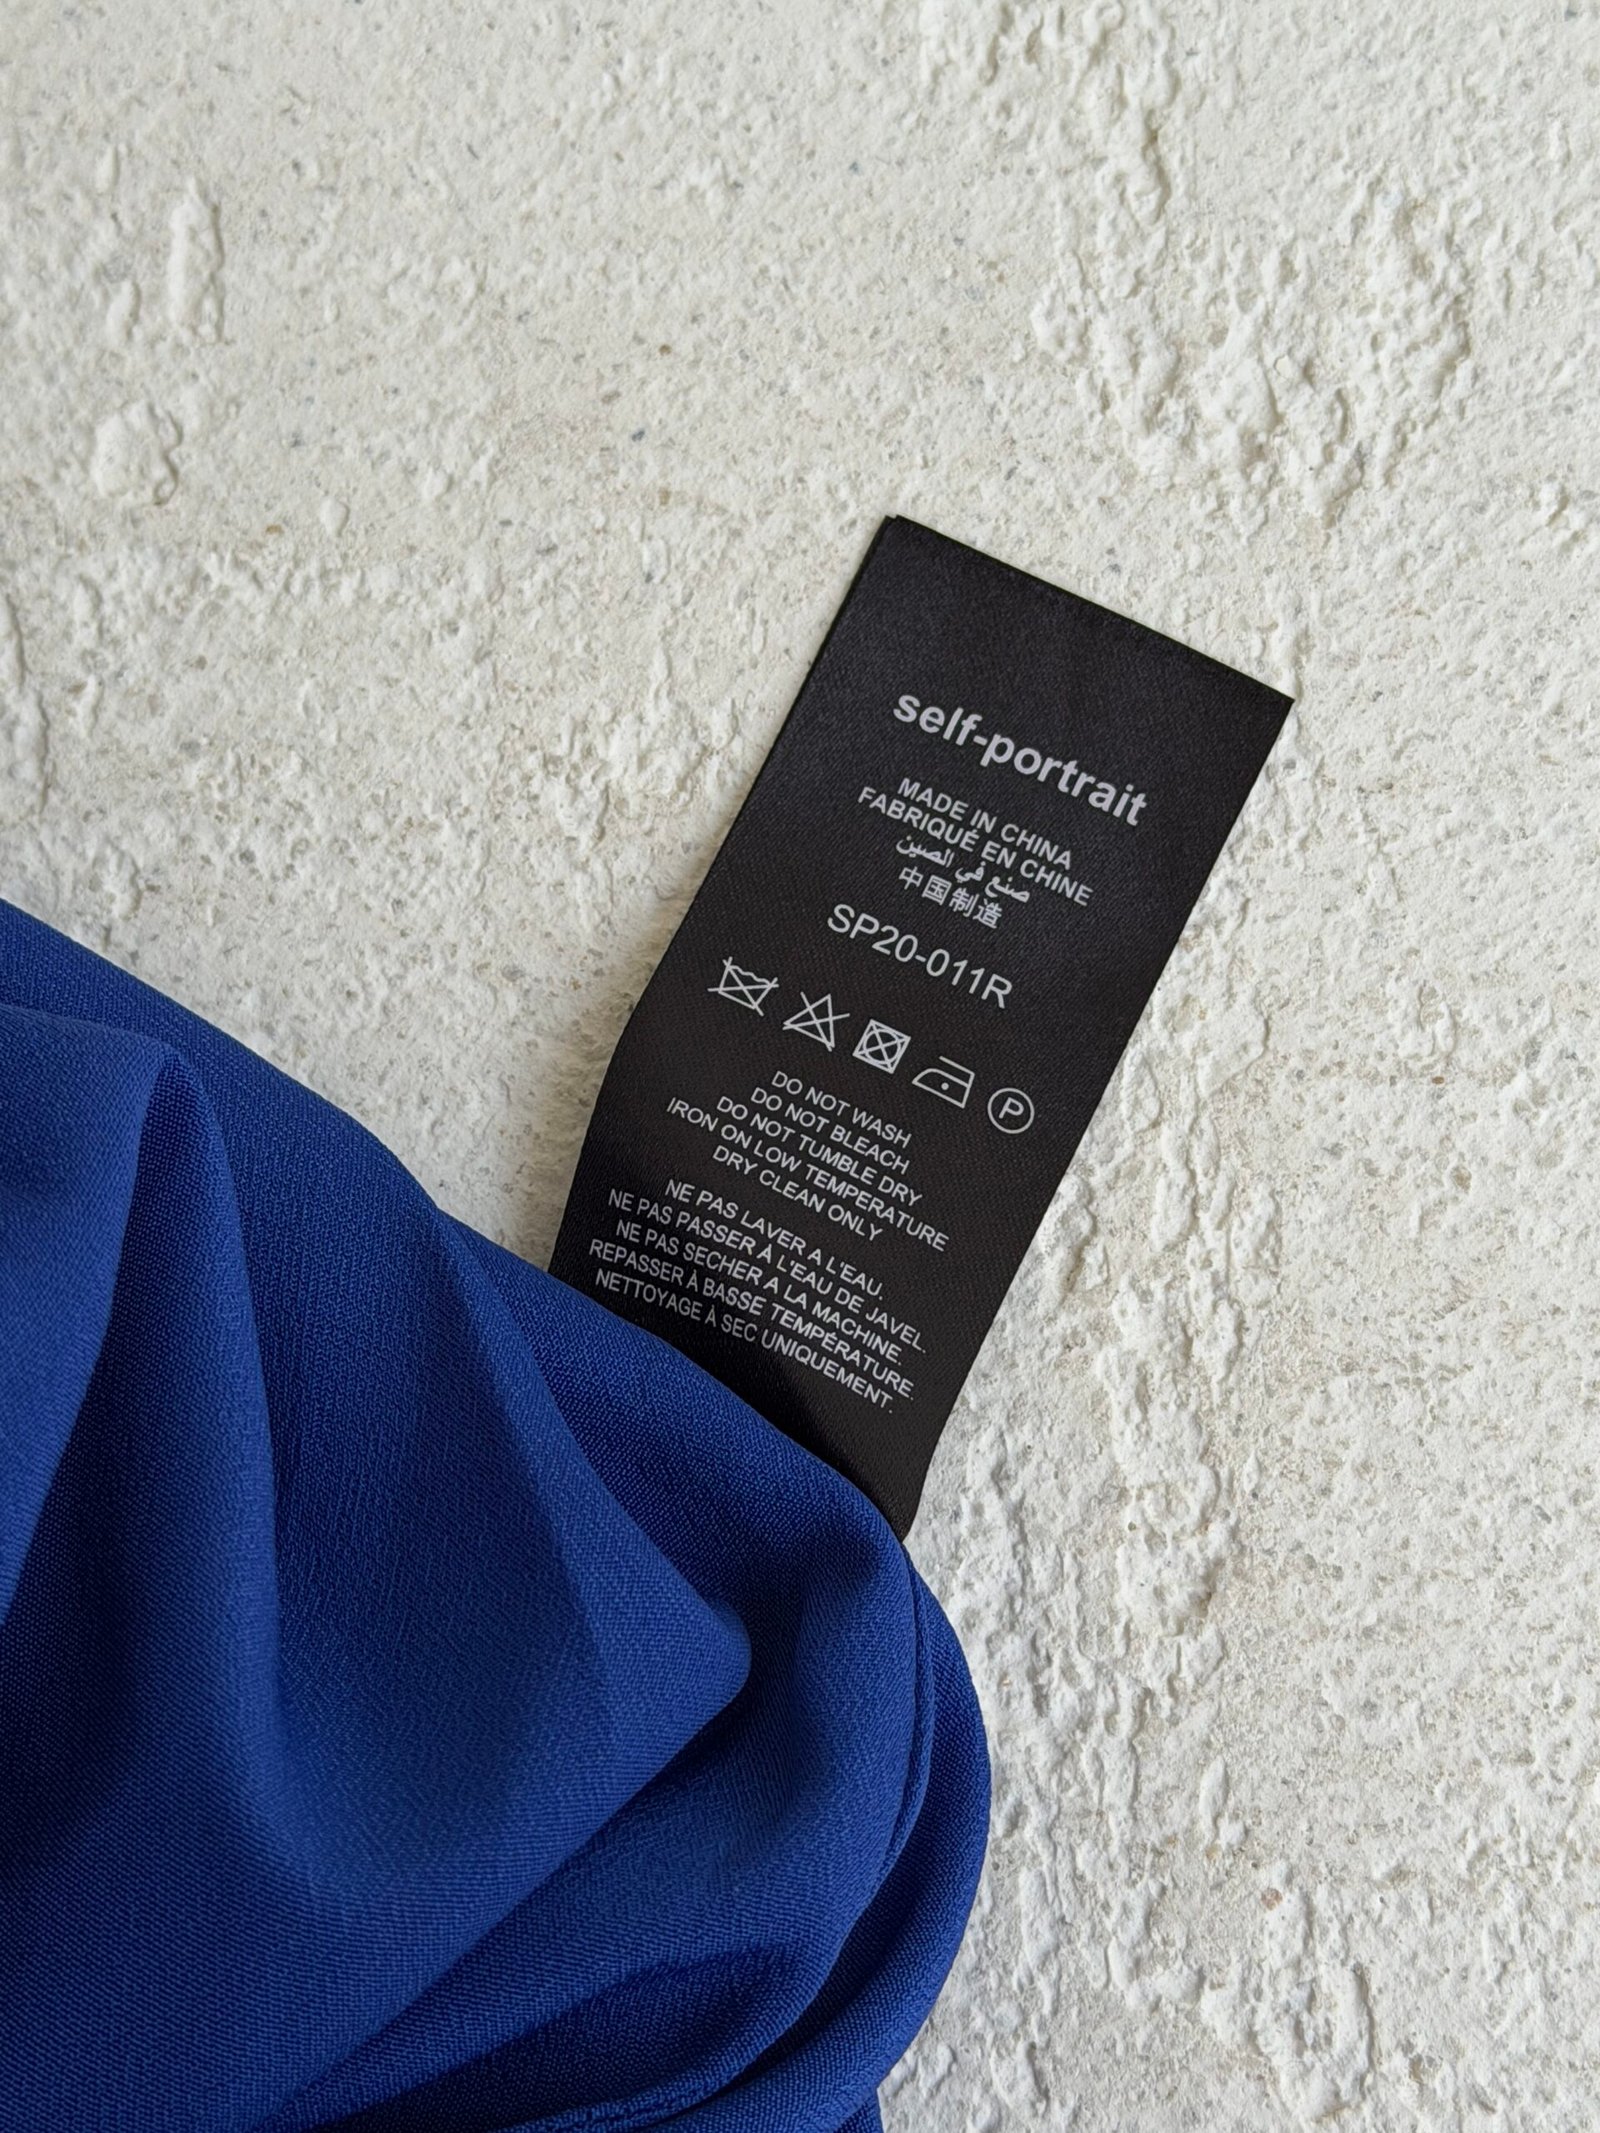 self-portrait
MADE IN CHINA
FABRIQUÉ EN CHINE
صنع في الصين
中国制造
SP20-011R
P
DO NOT WASH
DO NOT BLEACH
DO NOT TUMBLE DRY
IRON ON LOW TEMPERATURE
DRY CLEAN ONLY
NE PAS LAVER A L'EAU.
NE PAS PASSER À L'EAU DE JAVEL.
NE PAS SECHER A LA MACHINE.
REPASSER À BASSE TEMPÉRATURE.
NETTOYAGE À SEC UNIQUEMENT.